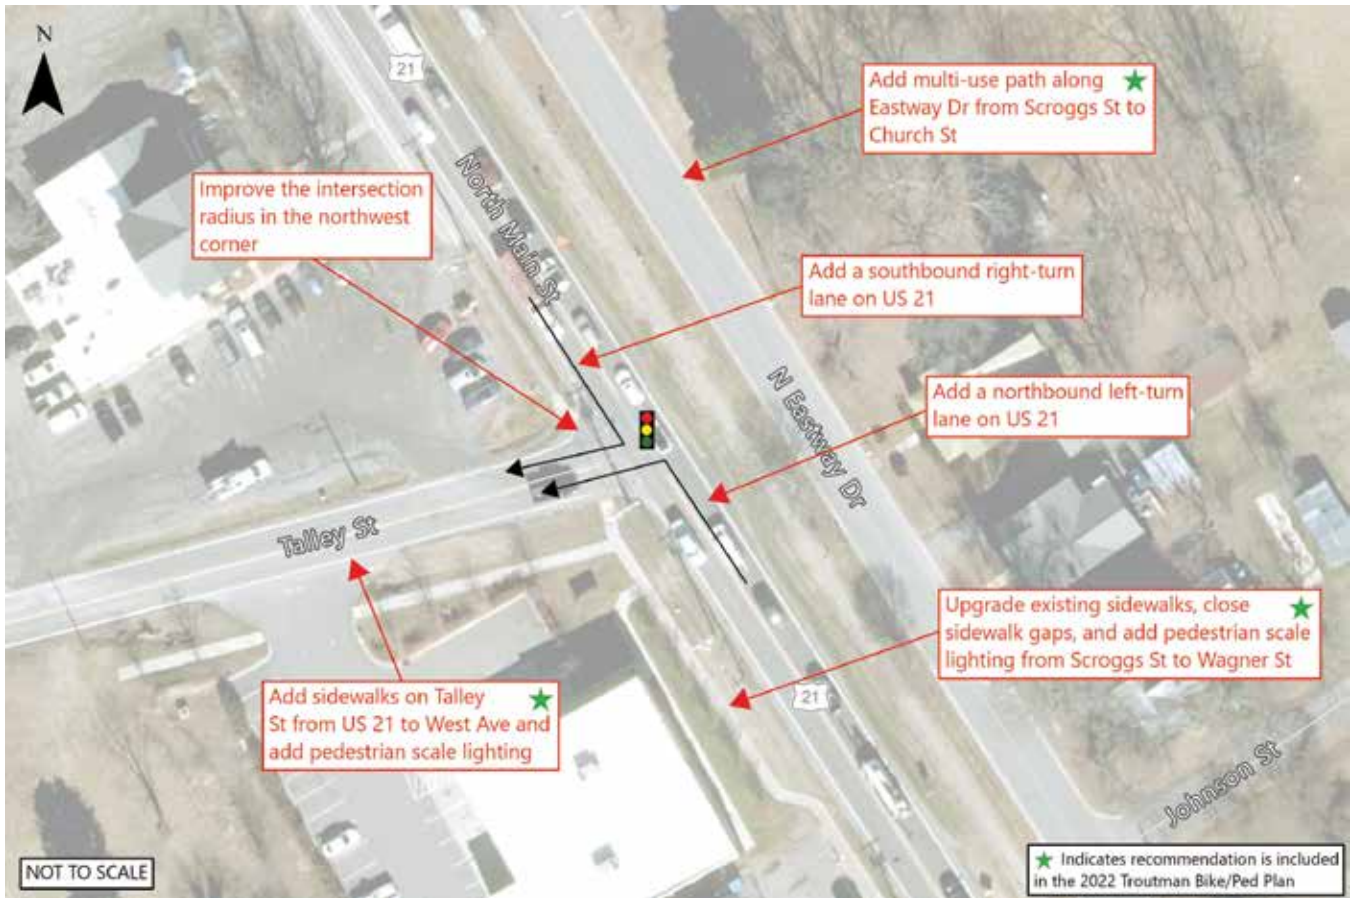 N
21
North Main St
Add multi-use path along
Eastway Dr from Scroggs St to
Church St
Improve the intersection
radius in the northwest
corner
Add a southbound right-turn
lane on US 21
Add a northbound left-turn
lane on US 21
N Eastway Dr
Talley St
Upgrade existing sidewalks, close
sidewalk gaps, and add pedestrian scale
lighting from Scroggs St to Wagner St
Add sidewalks on Talley
St from US 21 to West Ave and
add pedestrian scale lighting
21
Johnson St
NOT TO SCALE
Indicates recommendation is included
in the 2022 Troutman Bike/Ped Plan